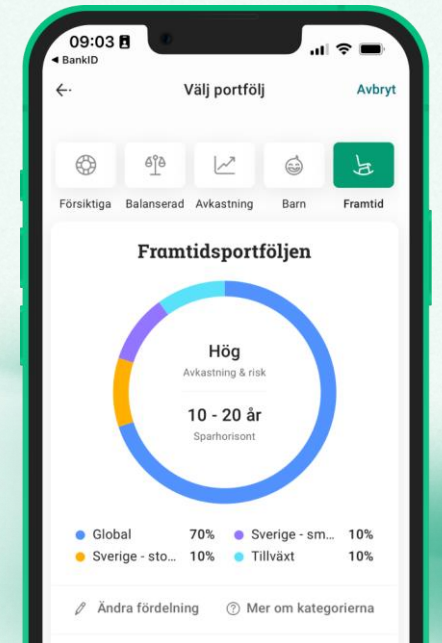 09:03
◀ BankID
Välj portfölj
Avbryt
Försiktiga Balanserad Avkastning Barn Framtid
Framtidsportföljen
Hög
Avkastning & risk
10 - 20 år
Sparhorisont
Global 70% Sverige - sm... 10%
Sverige - sto... 10% Tillväxt 10%
Ändra fördelning Mer om kategorierna